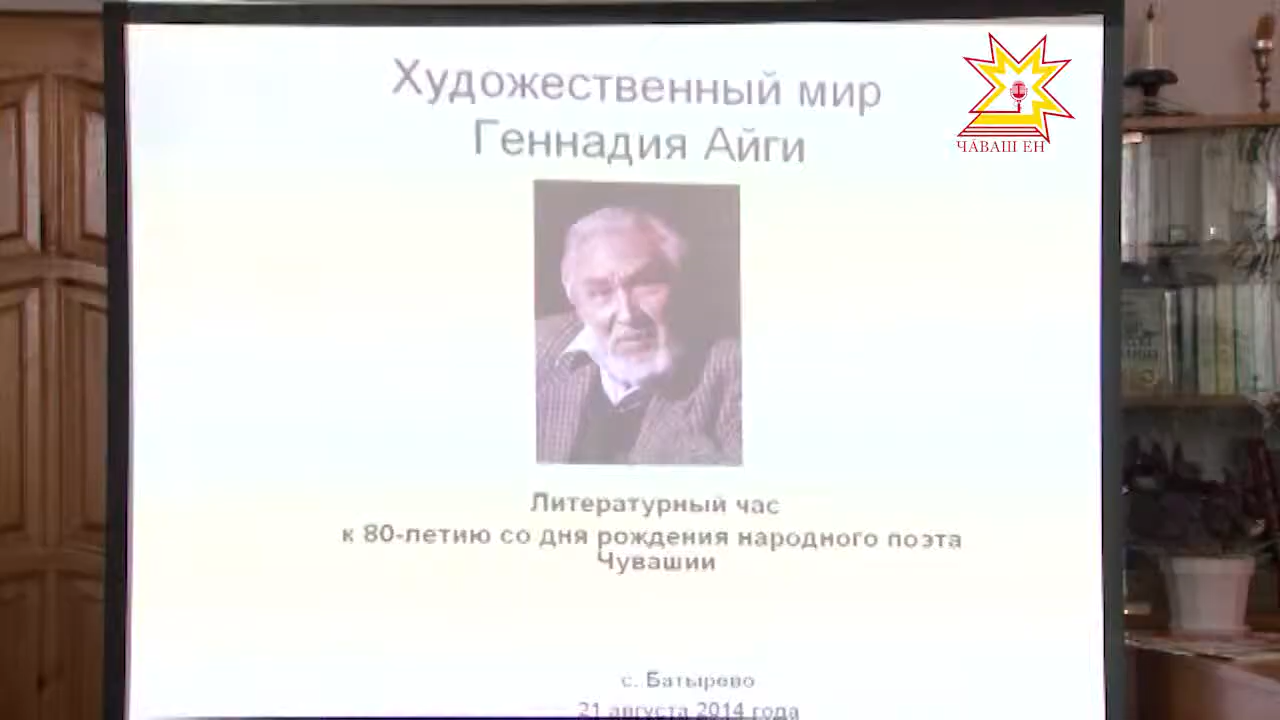 Художественный мир
Геннадия Айги
ЧӐВАШ ЕН
Литературный час
к 80-летию со дня рождения народного поэта
Чувашии
с. Батырево
21 августа 2014 года